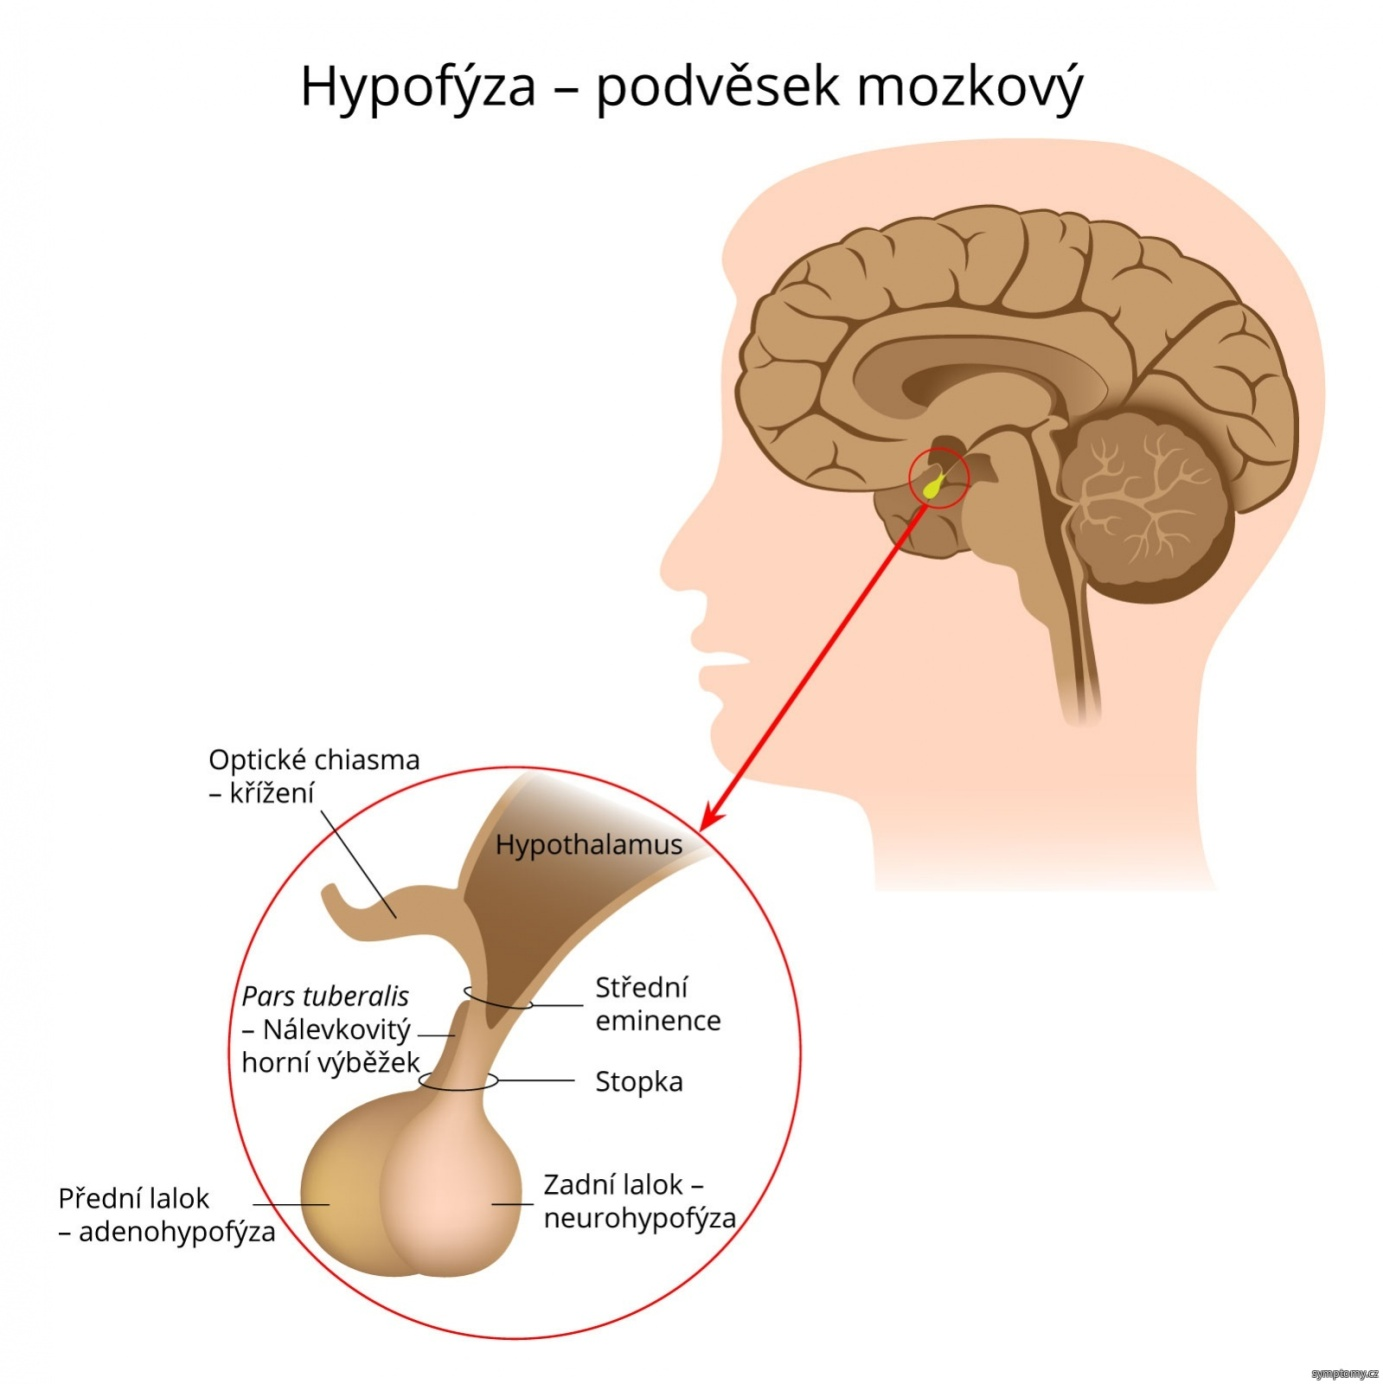 Hypofýza – podvěsek mozkový
Optické chiasma
– křížení
Hypothalamus
Pars tuberalis
– Nálevkovitý
horní výběžek
Střední
eminence
Stopka
Přední lalok
– adenohypofýza
Zadní lalok –
neurohypofýza
symptomy.cz